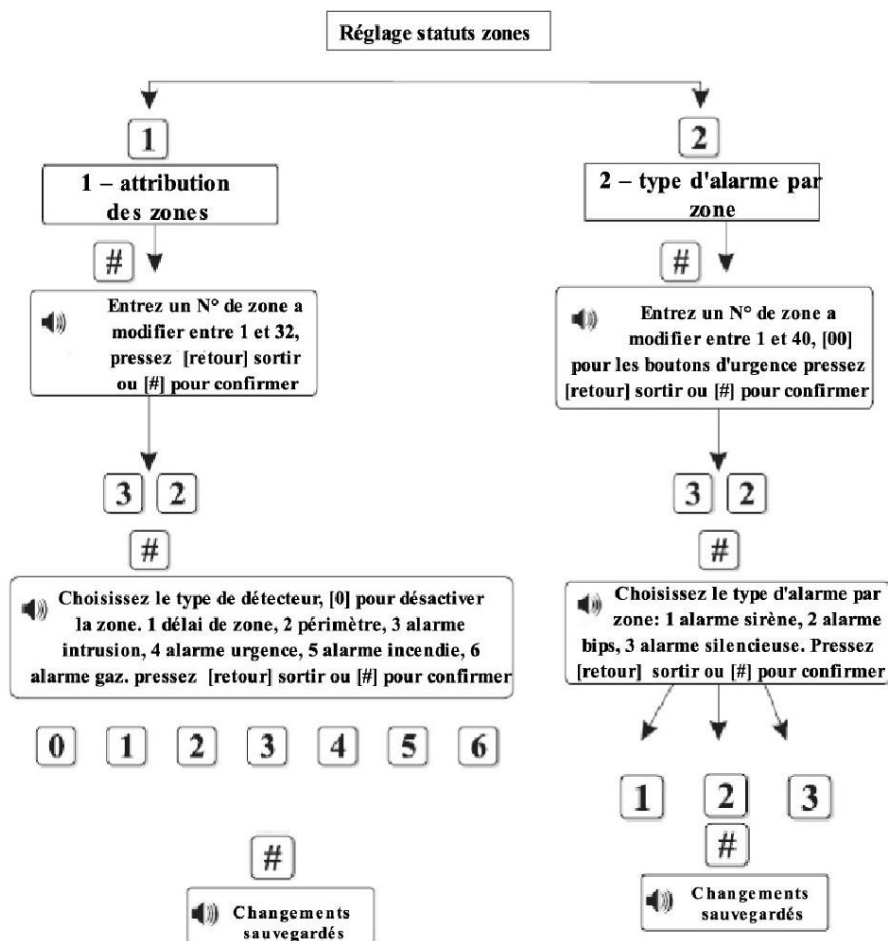 Réglage statuts zones
1
2
1 – attribution
des zones
2 – type d'alarme par
zone
#
#
Entrez un N° de zone a
modifier entre 1 et 32,
pressez [retour] sortir
ou [#] pour confirmer
Entrez un N° de zone a
modifier entre 1 et 40, [00]
pour les boutons d'urgence pressez
[retour] sortir ou [#] pour confirmer
3 2
3 2
#
#
Choisissez le type de détecteur, [0] pour désactiver
la zone. 1 délai de zone, 2 périmètre, 3 alarme
intrusion, 4 alarme urgence, 5 alarme incendie, 6
alarme gaz. pressez [retour] sortir ou [#] pour confirmer
Choisissez le type d'alarme par
zone: 1 alarme sirène, 2 alarme
bips, 3 alarme silencieuse. Pressez
[retour] sortir ou [#] pour confirmer
0 1 2 3 4 5 6
1 2 3
#
#
Changements
sauvegardés
Changements
sauvegardés